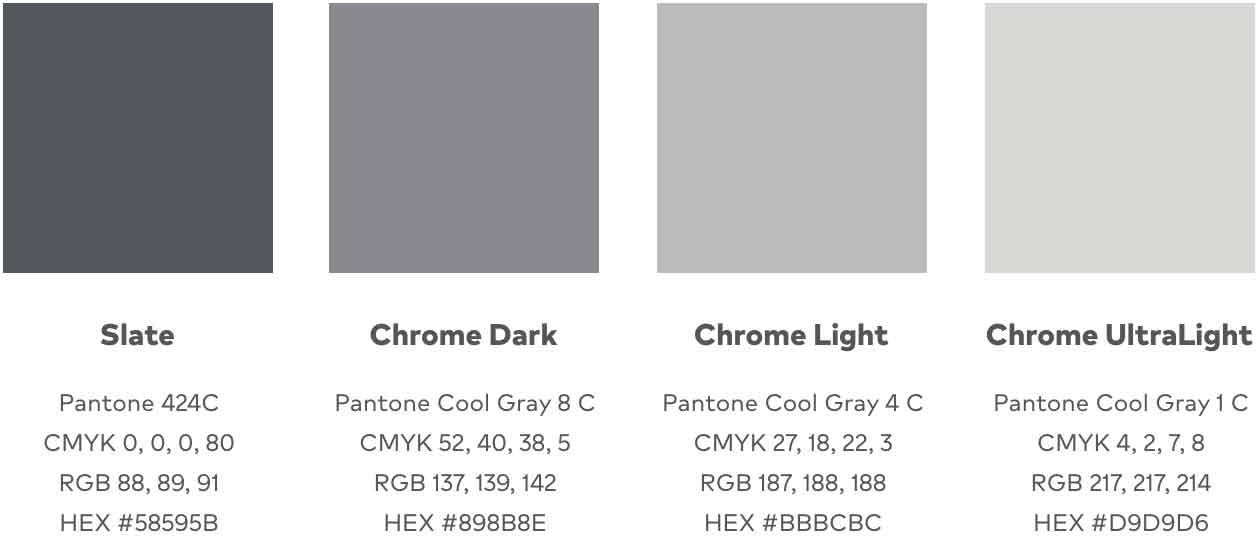 Slate
Pantone 424C
CMYK 0, 0, 0, 80
RGB 88, 89, 91
HEX #58595B
Chrome Dark
Pantone Cool Gray 8 C
CMYK 52, 40, 38, 5
RGB 137, 139, 142
HEX #898B8E
Chrome Light
Pantone Cool Gray 4 C
CMYK 27, 18, 22, 3
RGB 187, 188, 188
HEX #BBBCBC
Chrome UltraLight
Pantone Cool Gray 1 C
CMYK 4, 2, 7, 8
RGB 217, 217, 214
HEX #D9D9D6